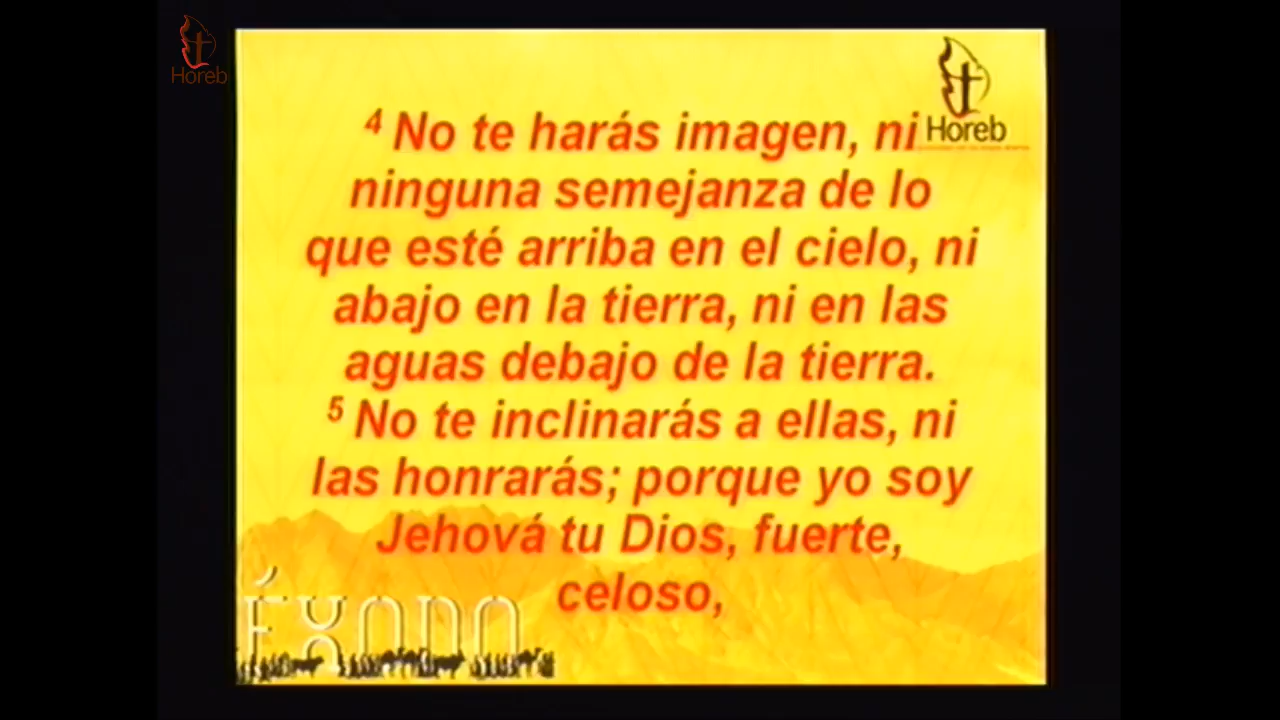 Horeb
Horeb
⁴ No te harás imagen, ni
ninguna semejanza de lo
que esté arriba en el cielo, ni
abajo en la tierra, ni en las
aguas debajo de la tierra.
⁵ No te inclinarás a ellas, ni
las honrarás; porque yo soy
Jehová tu Dios, fuerte,
celoso,
ÉXODO